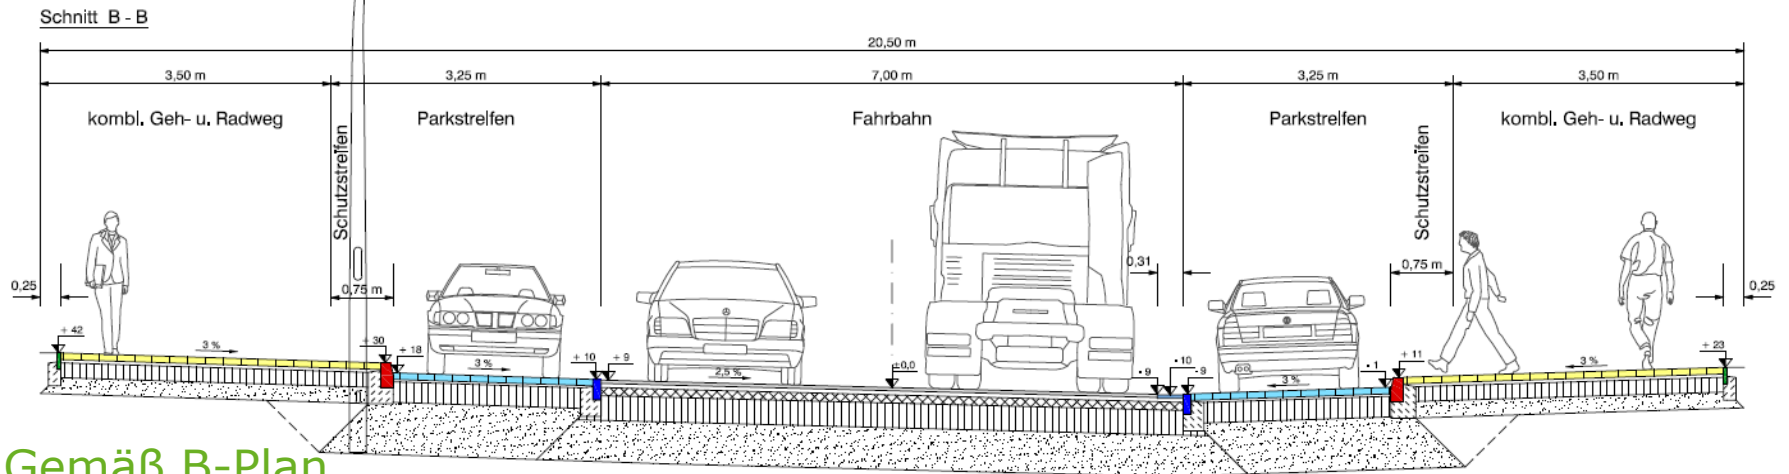 Schnitt B - B
20,50 m
3,50 m
3,25 m
7,00 m
3,25 m
3,50 m
kombi. Geh- u. Radweg
Schutzstreifen
Parkstreifen
Fahrbahn
Parkstreifen
Schutzstreifen
kombi. Geh- u. Radweg
0,25
0,75 m
0,31
0,75 m
0,25
+ 42
3 %
+ 30
+ 18
3 %
+ 10
+ 9
2,5 %
±0,0
- 9
- 10
- 9
3 %
- 1
+ 11
3 %
+ 23
Gemäß B-Plan